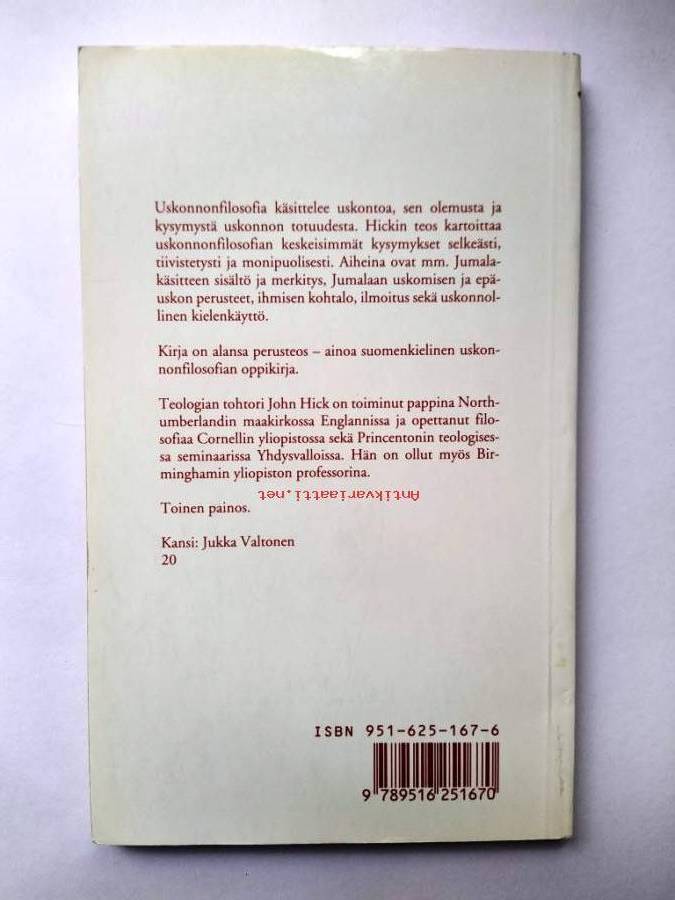 Uskonnonfilosofia käsittelee uskontoa, sen olemusta ja
kysymystä uskonnon totuudesta. Hickin teos kartoittaa
uskonnonfilosofian keskeisimmät kysymykset selkeästi,
tiivistetysti ja monipuolisesti. Aiheina ovat mm. Jumala-
käsitteen sisältö ja merkitys, Jumalaan uskomisen ja epä-
uskon perusteet, ihmisen kohtalo, ilmoitus sekä uskonnol-
linen kielenkäyttö.
Kirja on alansa perusteos – ainoa suomenkielinen uskon-
nonfilosofian oppikirja.
Teologian tohtori John Hick on toiminut pappina North-
umberlandin maakirkossa Englannissa ja opettanut filo-
sofiaa Cornellin yliopistossa sekä Princentonin teologises-
sa seminaarissa Yhdysvalloissa. Hän on ollut myös Bir-
minghamin yliopiston professorina.
Antikvariaatti.net
Toinen painos.
Kansi: Jukka Valtonen
20
ISBN 951-625-167-6
9 789516 251670